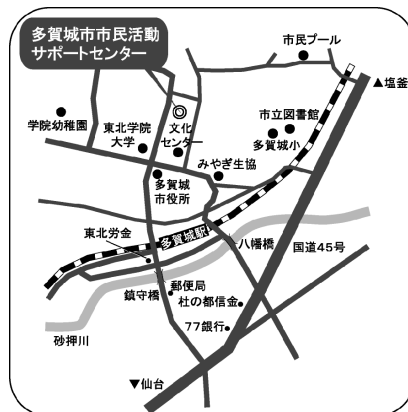 多賀城市市民活動
サポートセンター
市民プール
▲塩釜
学院幼稚園
東北学院
大学
文化
センター
市立図書館
多賀城小
みやぎ生協
多賀城
市役所
東北労金
多賀城駅
八幡橋
国道45号
鎮守橋
郵便局
杜の都信金
77銀行
砂押川
▼仙台